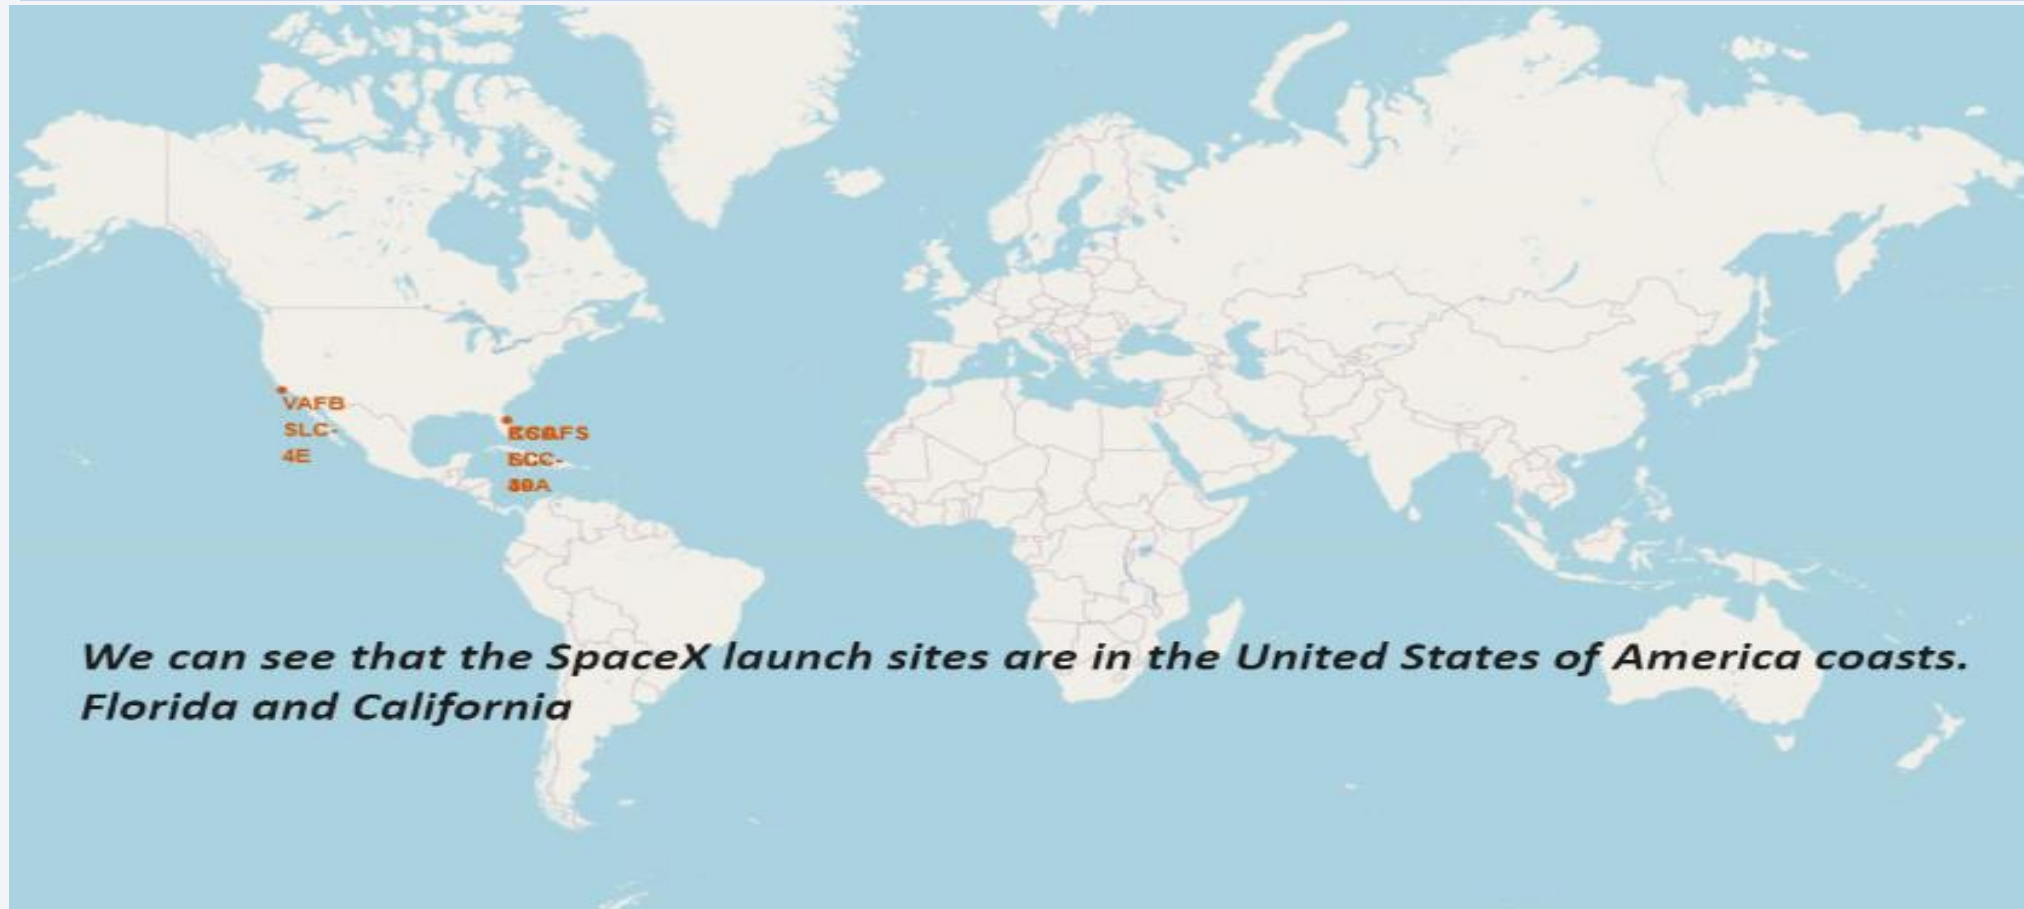 VAFB
SLC-
4E
We can see that the SpaceX launch sites are in the United States of America coasts.
Florida and California